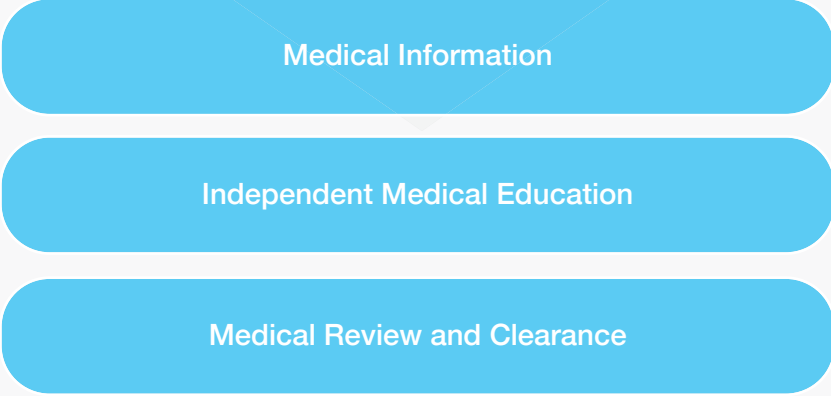 Medical Information
Independent Medical Education
Medical Review and Clearance